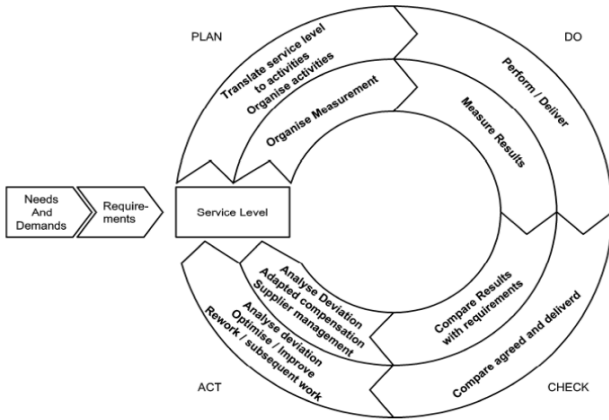 PLAN
DO
Translate service level
to activities
Organise activities
Perform / Deliver
Organise Measurement
Measure Results
Needs
And
Demands
Require-
ments
Service Level
Analyse Deviation
Adapted compensation
Supplier management
Compare Results
with requirements
Analyse deviation
Optimise / Improve
Rework / subsequent work
Compare agreed and deliverd
ACT
CHECK